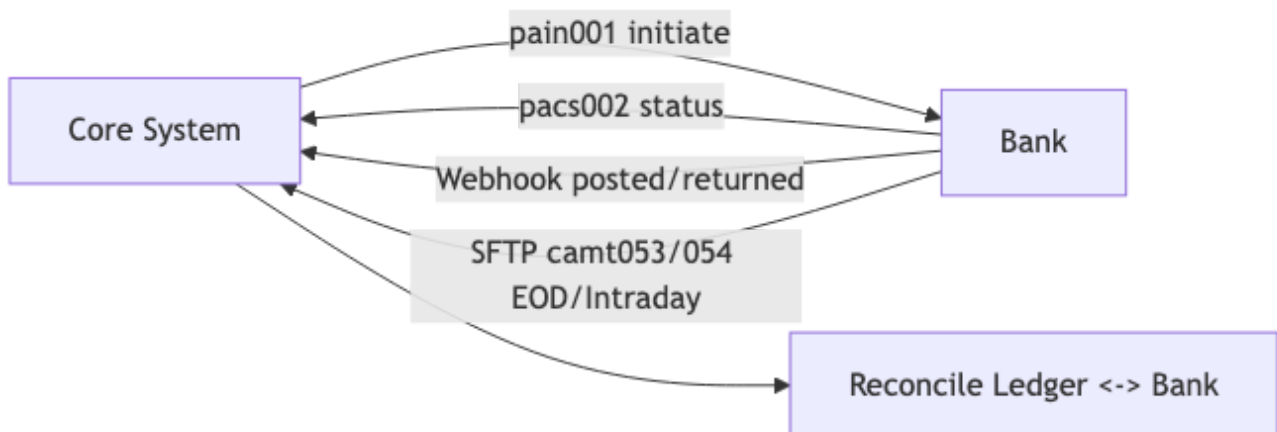 pain001 initiate
Core System
pacs002 status
Bank
Webhook posted/returned
SFTP camt053/054
EOD/Intraday
Reconcile Ledger <-> Bank